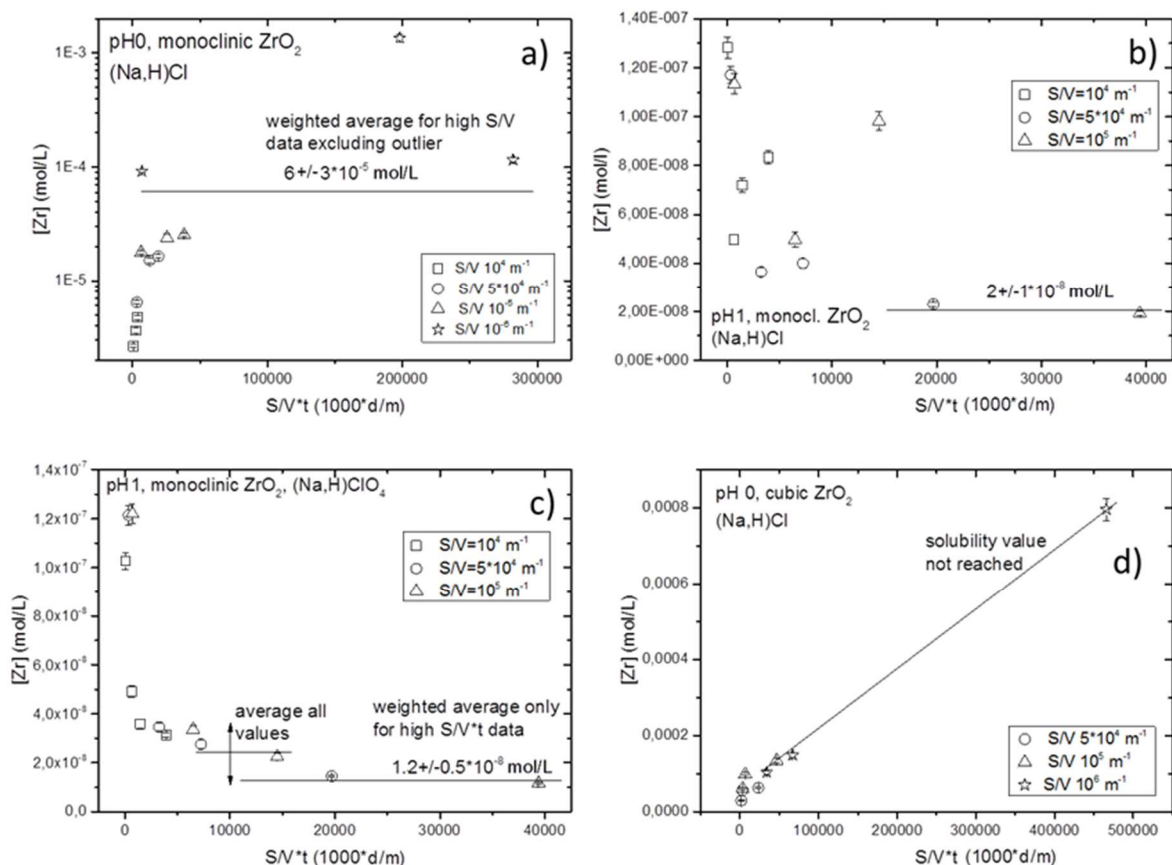 a)
pH0, monoclinic ZrO₂
(Na,H)Cl
weighted average for high S/V
data excluding outlier
6+/-3*10⁻⁵ mol/L
S/V 10⁴ m⁻¹
S/V 5*10⁴ m⁻¹
S/V 10⁻⁵ m⁻¹
S/V 10⁻⁶ m⁻¹
1E-3
1E-4
1E-5
[Zr] (mol/L)
0 100000 200000 300000
S/V*t (1000*d/m)
b)
1,40E-007
1,20E-007
1,00E-007
8,00E-008
6,00E-008
4,00E-008
2,00E-008
0,00E+000
[Zr] (mol/l)
S/V=10⁴ m⁻¹
S/V=5*10⁴ m⁻¹
S/V=10⁵ m⁻¹
2+/-1*10⁻⁸ mol/L
pH1, monocl. ZrO₂
(Na,H)Cl
0 10000 20000 30000 40000
S/V*t (1000*d/m)
c)
pH1, monoclinic ZrO₂, (Na,H)ClO₄
1,4x10⁻⁷
1,2x10⁻⁷
1,0x10⁻⁷
8,0x10⁻⁸
6,0x10⁻⁸
4,0x10⁻⁸
2,0x10⁻⁸
0,0
[Zr] (mol/L)
S/V=10⁴ m⁻¹
S/V=5*10⁴ m⁻¹
S/V=10⁵ m⁻¹
average all
values
weighted average only
for high S/V*t data
1.2+/-0.5*10⁻⁸ mol/L
0 10000 20000 30000 40000
S/V*t (1000*d/m)
d)
pH 0, cubic ZrO₂
(Na,H)Cl
solubility value
not reached
0,0008
0,0006
0,0004
0,0002
0,0000
[Zr] (mol/L)
S/V 5*10⁴ m⁻¹
S/V 10⁵ m⁻¹
S/V 10⁶ m⁻¹
0 100000 200000 300000 400000 500000
S/V*t (1000*d/m)